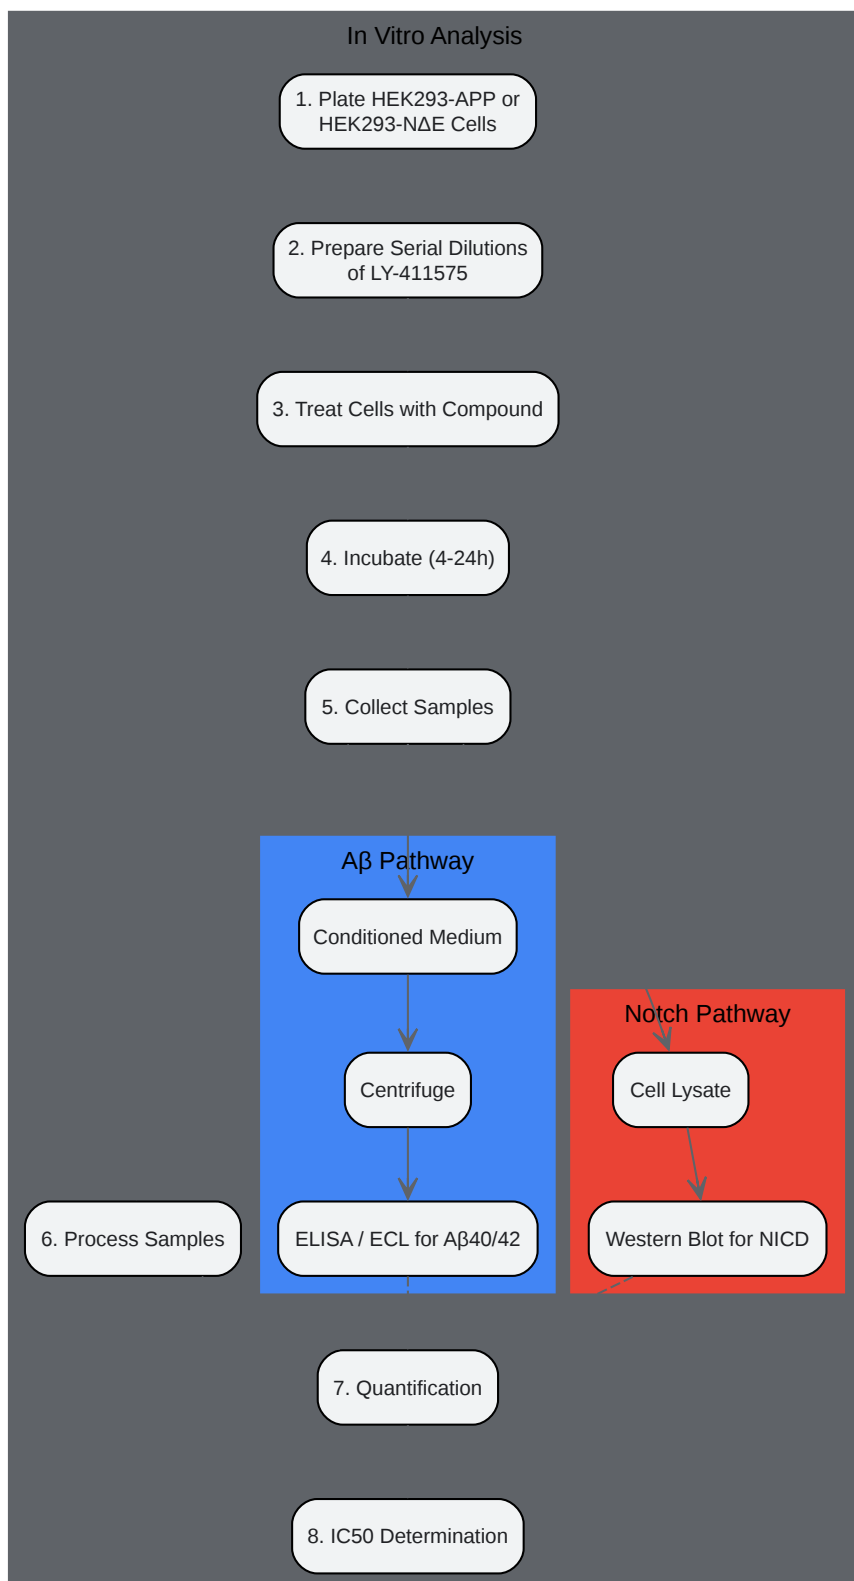 In Vitro Analysis
1. Plate HEK293-APP or
HEK293-NΔE Cells
2. Prepare Serial Dilutions
of LY-411575
3. Treat Cells with Compound
4. Incubate (4-24h)
5. Collect Samples
Aβ Pathway
Conditioned Medium
Notch Pathway
Centrifuge
Cell Lysate
6. Process Samples
ELISA / ECL for Aβ40/42
Western Blot for NICD
7. Quantification
8. IC50 Determination